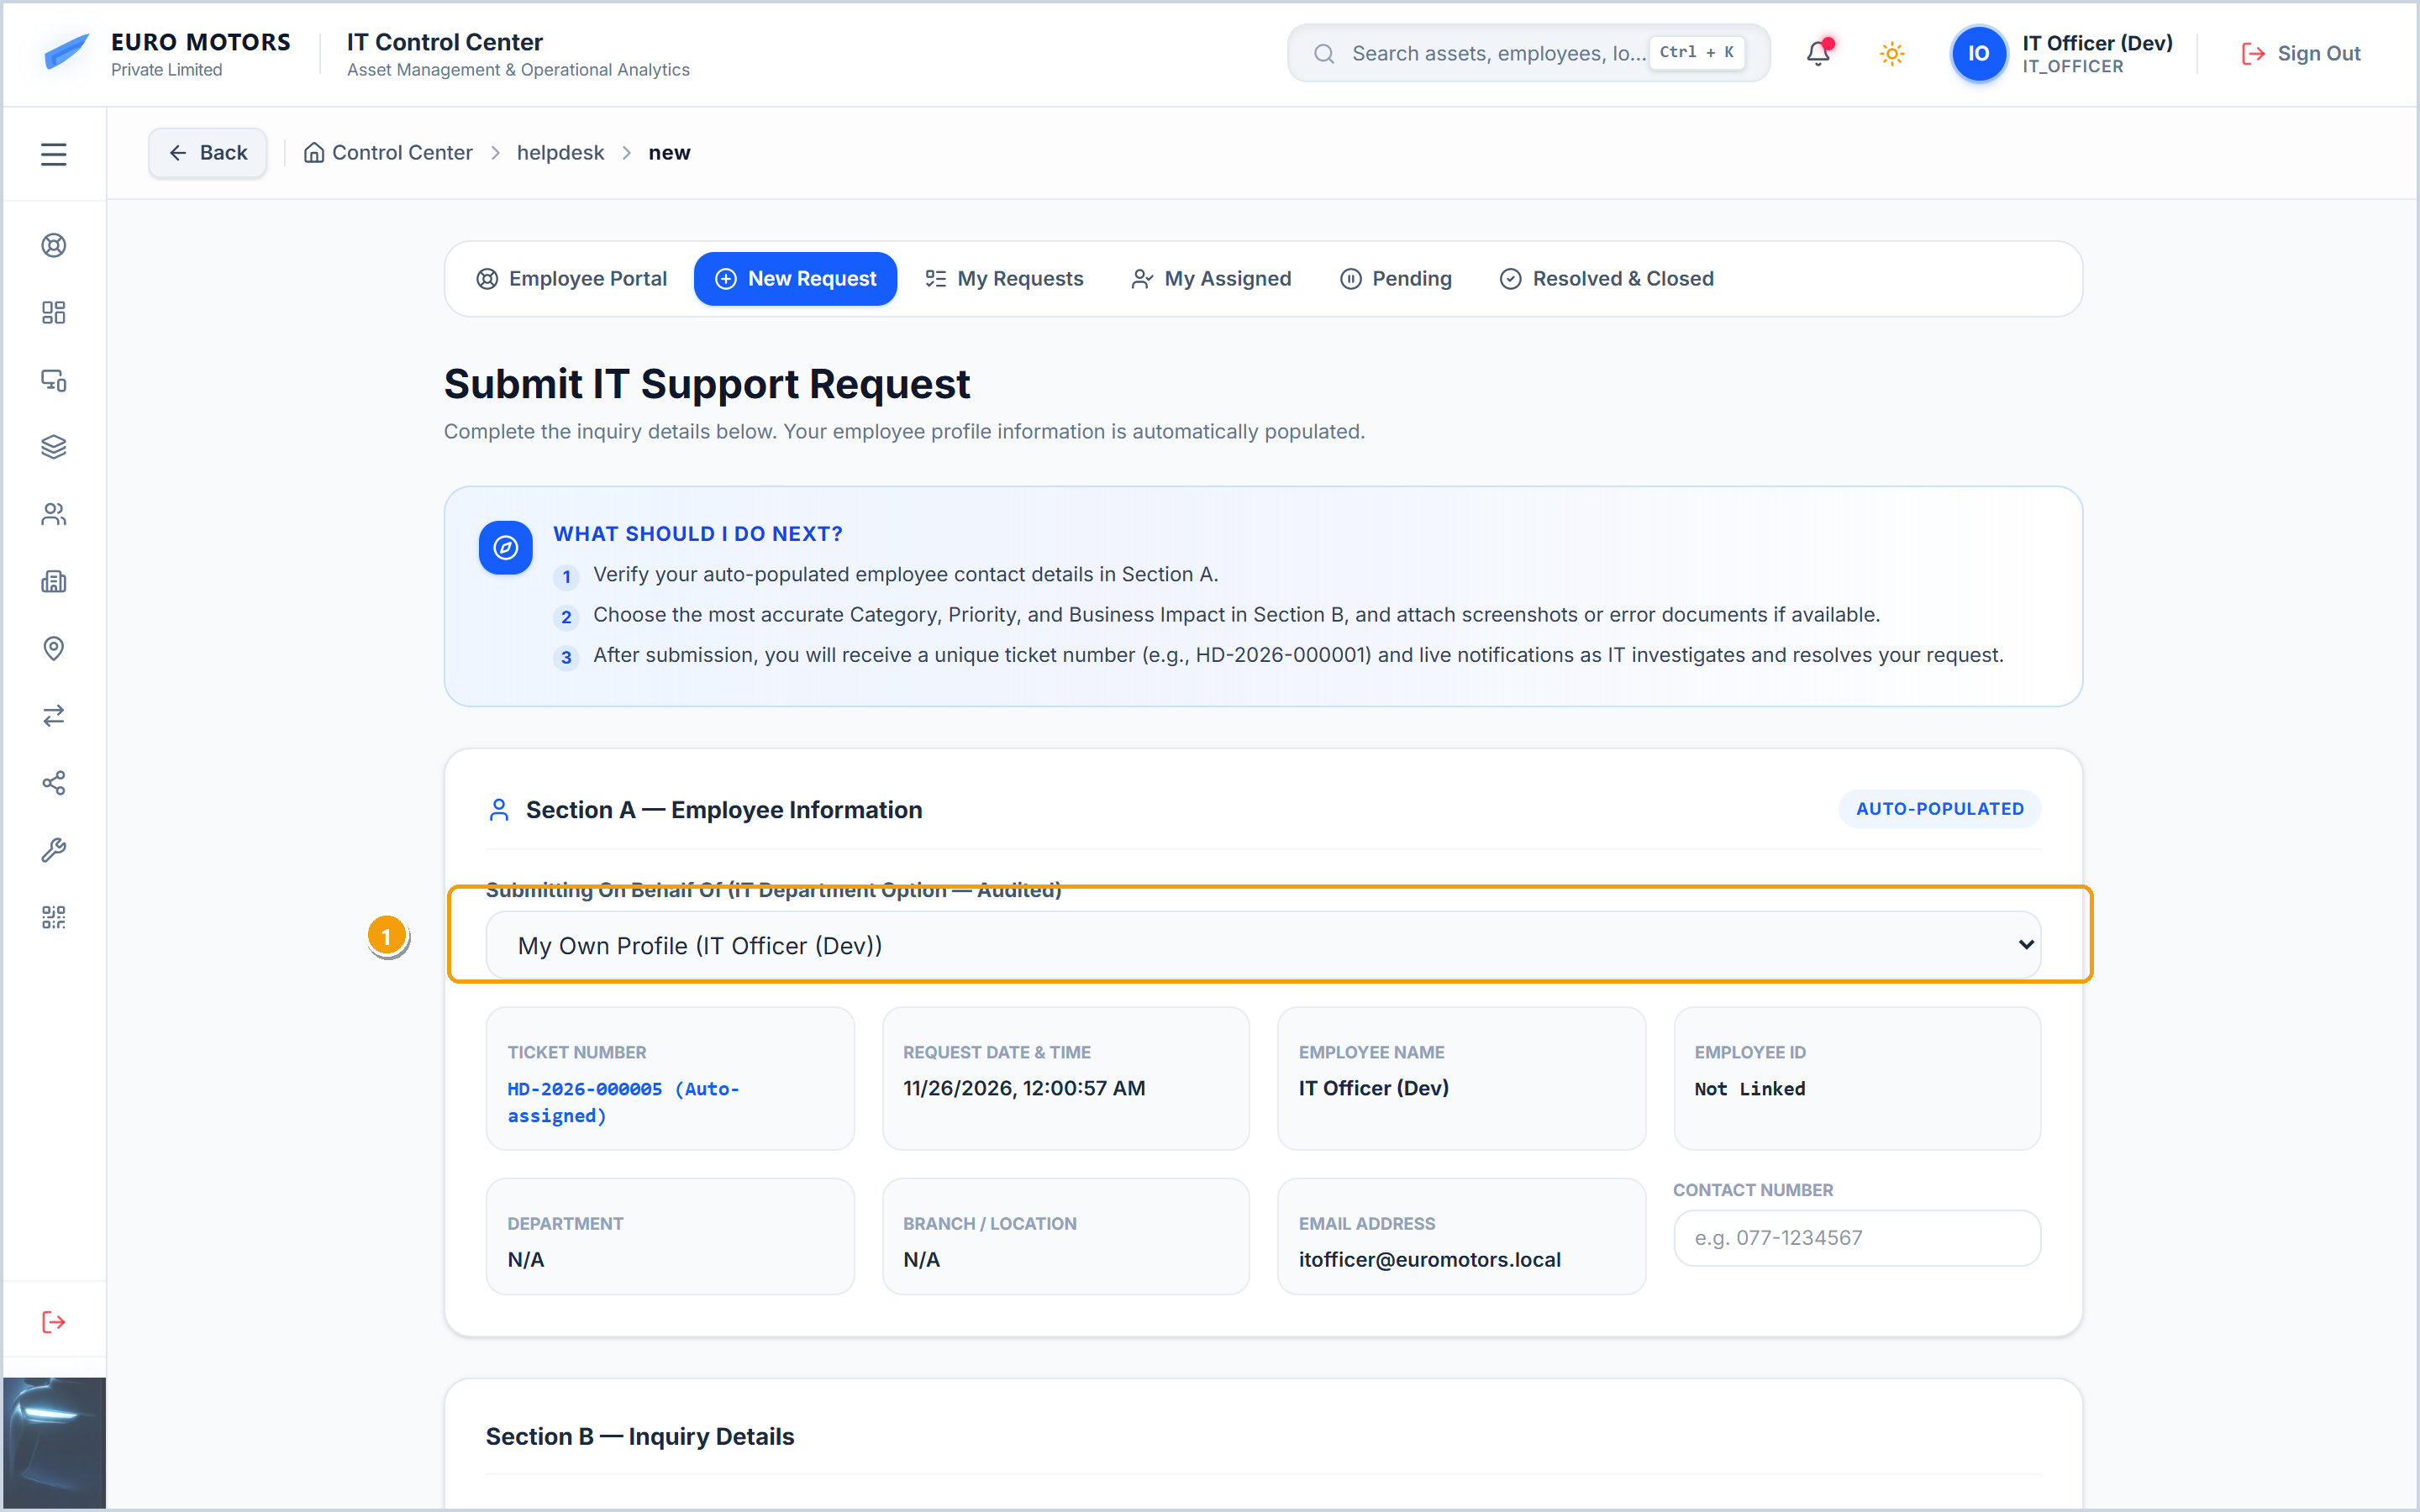 EURO MOTORS
Private Limited
IT Control Center
Asset Management & Operational Analytics
Search assets, employees, lo...
Ctrl + K
IO
IT Officer (Dev)
IT_OFFICER
Sign Out
Back
Control Center
helpdesk
new
Employee Portal
New Request
My Requests
My Assigned
Pending
Resolved & Closed
Submit IT Support Request
Complete the inquiry details below. Your employee profile information is automatically populated.
WHAT SHOULD I DO NEXT?
1 Verify your auto-populated employee contact details in Section A.
2 Choose the most accurate Category, Priority, and Business Impact in Section B, and attach screenshots or error documents if available.
3 After submission, you will receive a unique ticket number (e.g., HD-2026-000001) and live notifications as IT investigates and resolves your request.
Section A — Employee Information
AUTO-POPULATED
Submitting On Behalf Of (IT Department Option — Audited)
1
My Own Profile (IT Officer (Dev))
TICKET NUMBER
HD-2026-000005 (Auto-
assigned)
REQUEST DATE & TIME
11/26/2026, 12:00:57 AM
EMPLOYEE NAME
IT Officer (Dev)
EMPLOYEE ID
Not Linked
DEPARTMENT
N/A
BRANCH / LOCATION
N/A
EMAIL ADDRESS
itofficer@euromotors.local
CONTACT NUMBER
e.g. 077-1234567
Section B — Inquiry Details